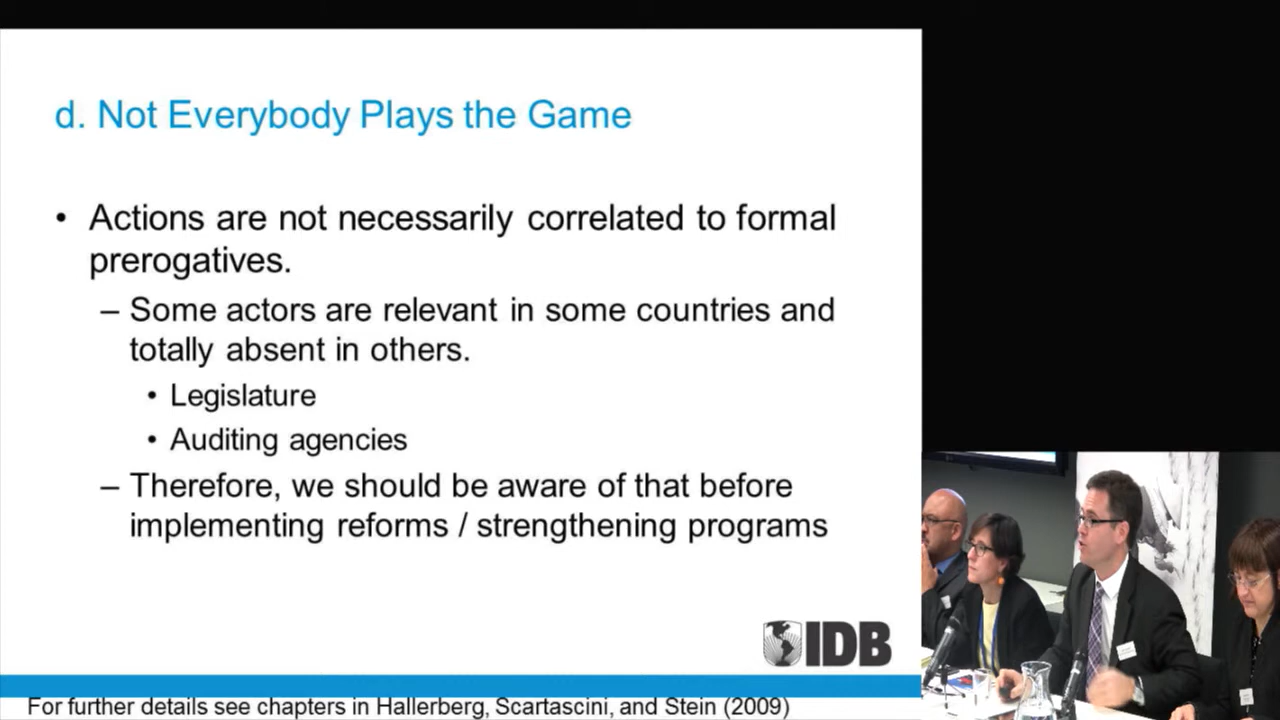 d. Not Everybody Plays the Game
• Actions are not necessarily correlated to formal
prerogatives.
– Some actors are relevant in some countries and
totally absent in others.
• Legislature
• Auditing agencies
– Therefore, we should be aware of that before
implementing reforms / strengthening programs
IDB
For further details see chapters in Hallerberg, Scartascini, and Stein (2009)